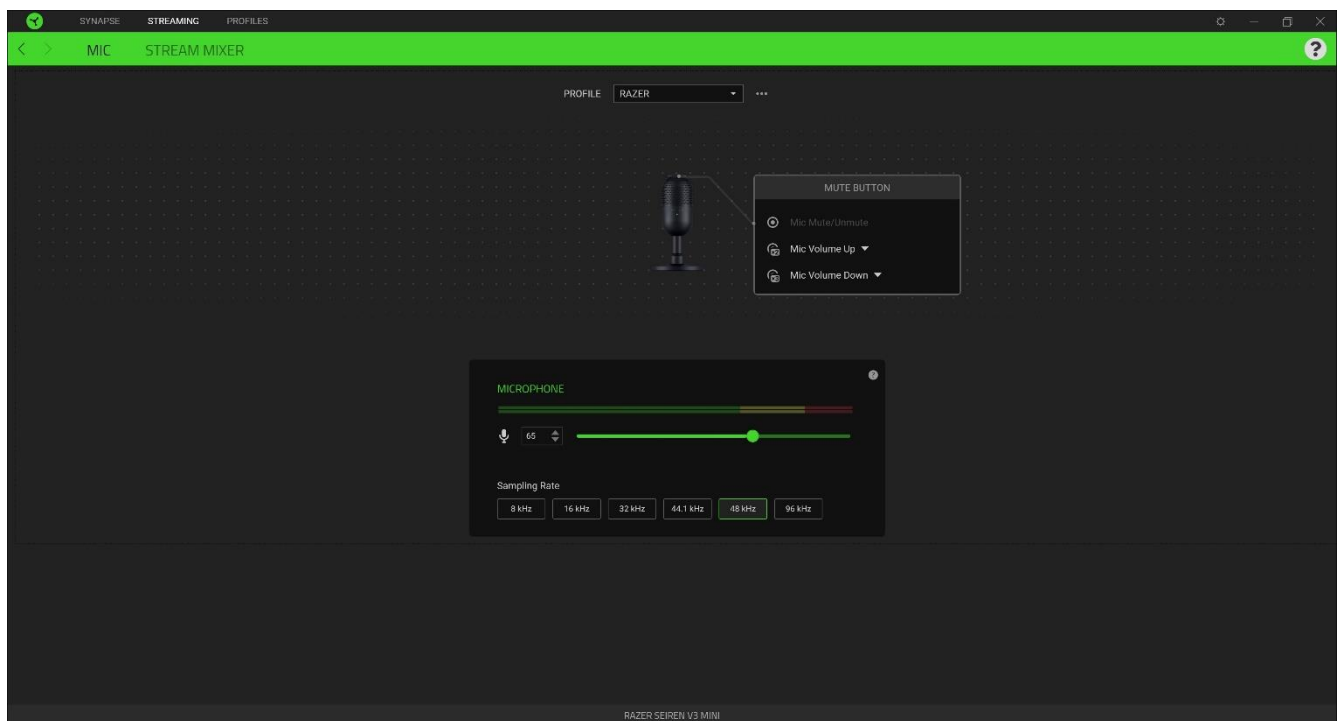 SYNAPSE STREAMING PROFILES
MIC STREAM MIXER ?
PROFILE RAZER
MUTE BUTTON
Mic Mute/Unmute
Mic Volume Up
Mic Volume Down
MICROPHONE ?
65
Sampling Rate
8 kHz 16 kHz 32 kHz 44.1 kHz 48 kHz 96 kHz
RAZER SEIREN V3 MINI